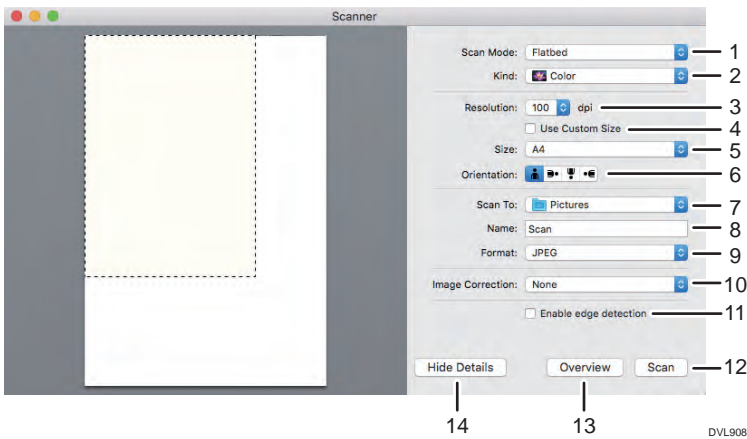 Scanner
Scan Mode: Flatbed 1
Kind: Color 2
Resolution: 100 dpi 3
Use Custom Size 4
Size: A4 5
Orientation: 6
Scan To: Pictures 7
Name: Scan 8
Format: JPEG 9
Image Correction: None 10
Enable edge detection 11
Hide Details Overview Scan 12
14 13
DVL908